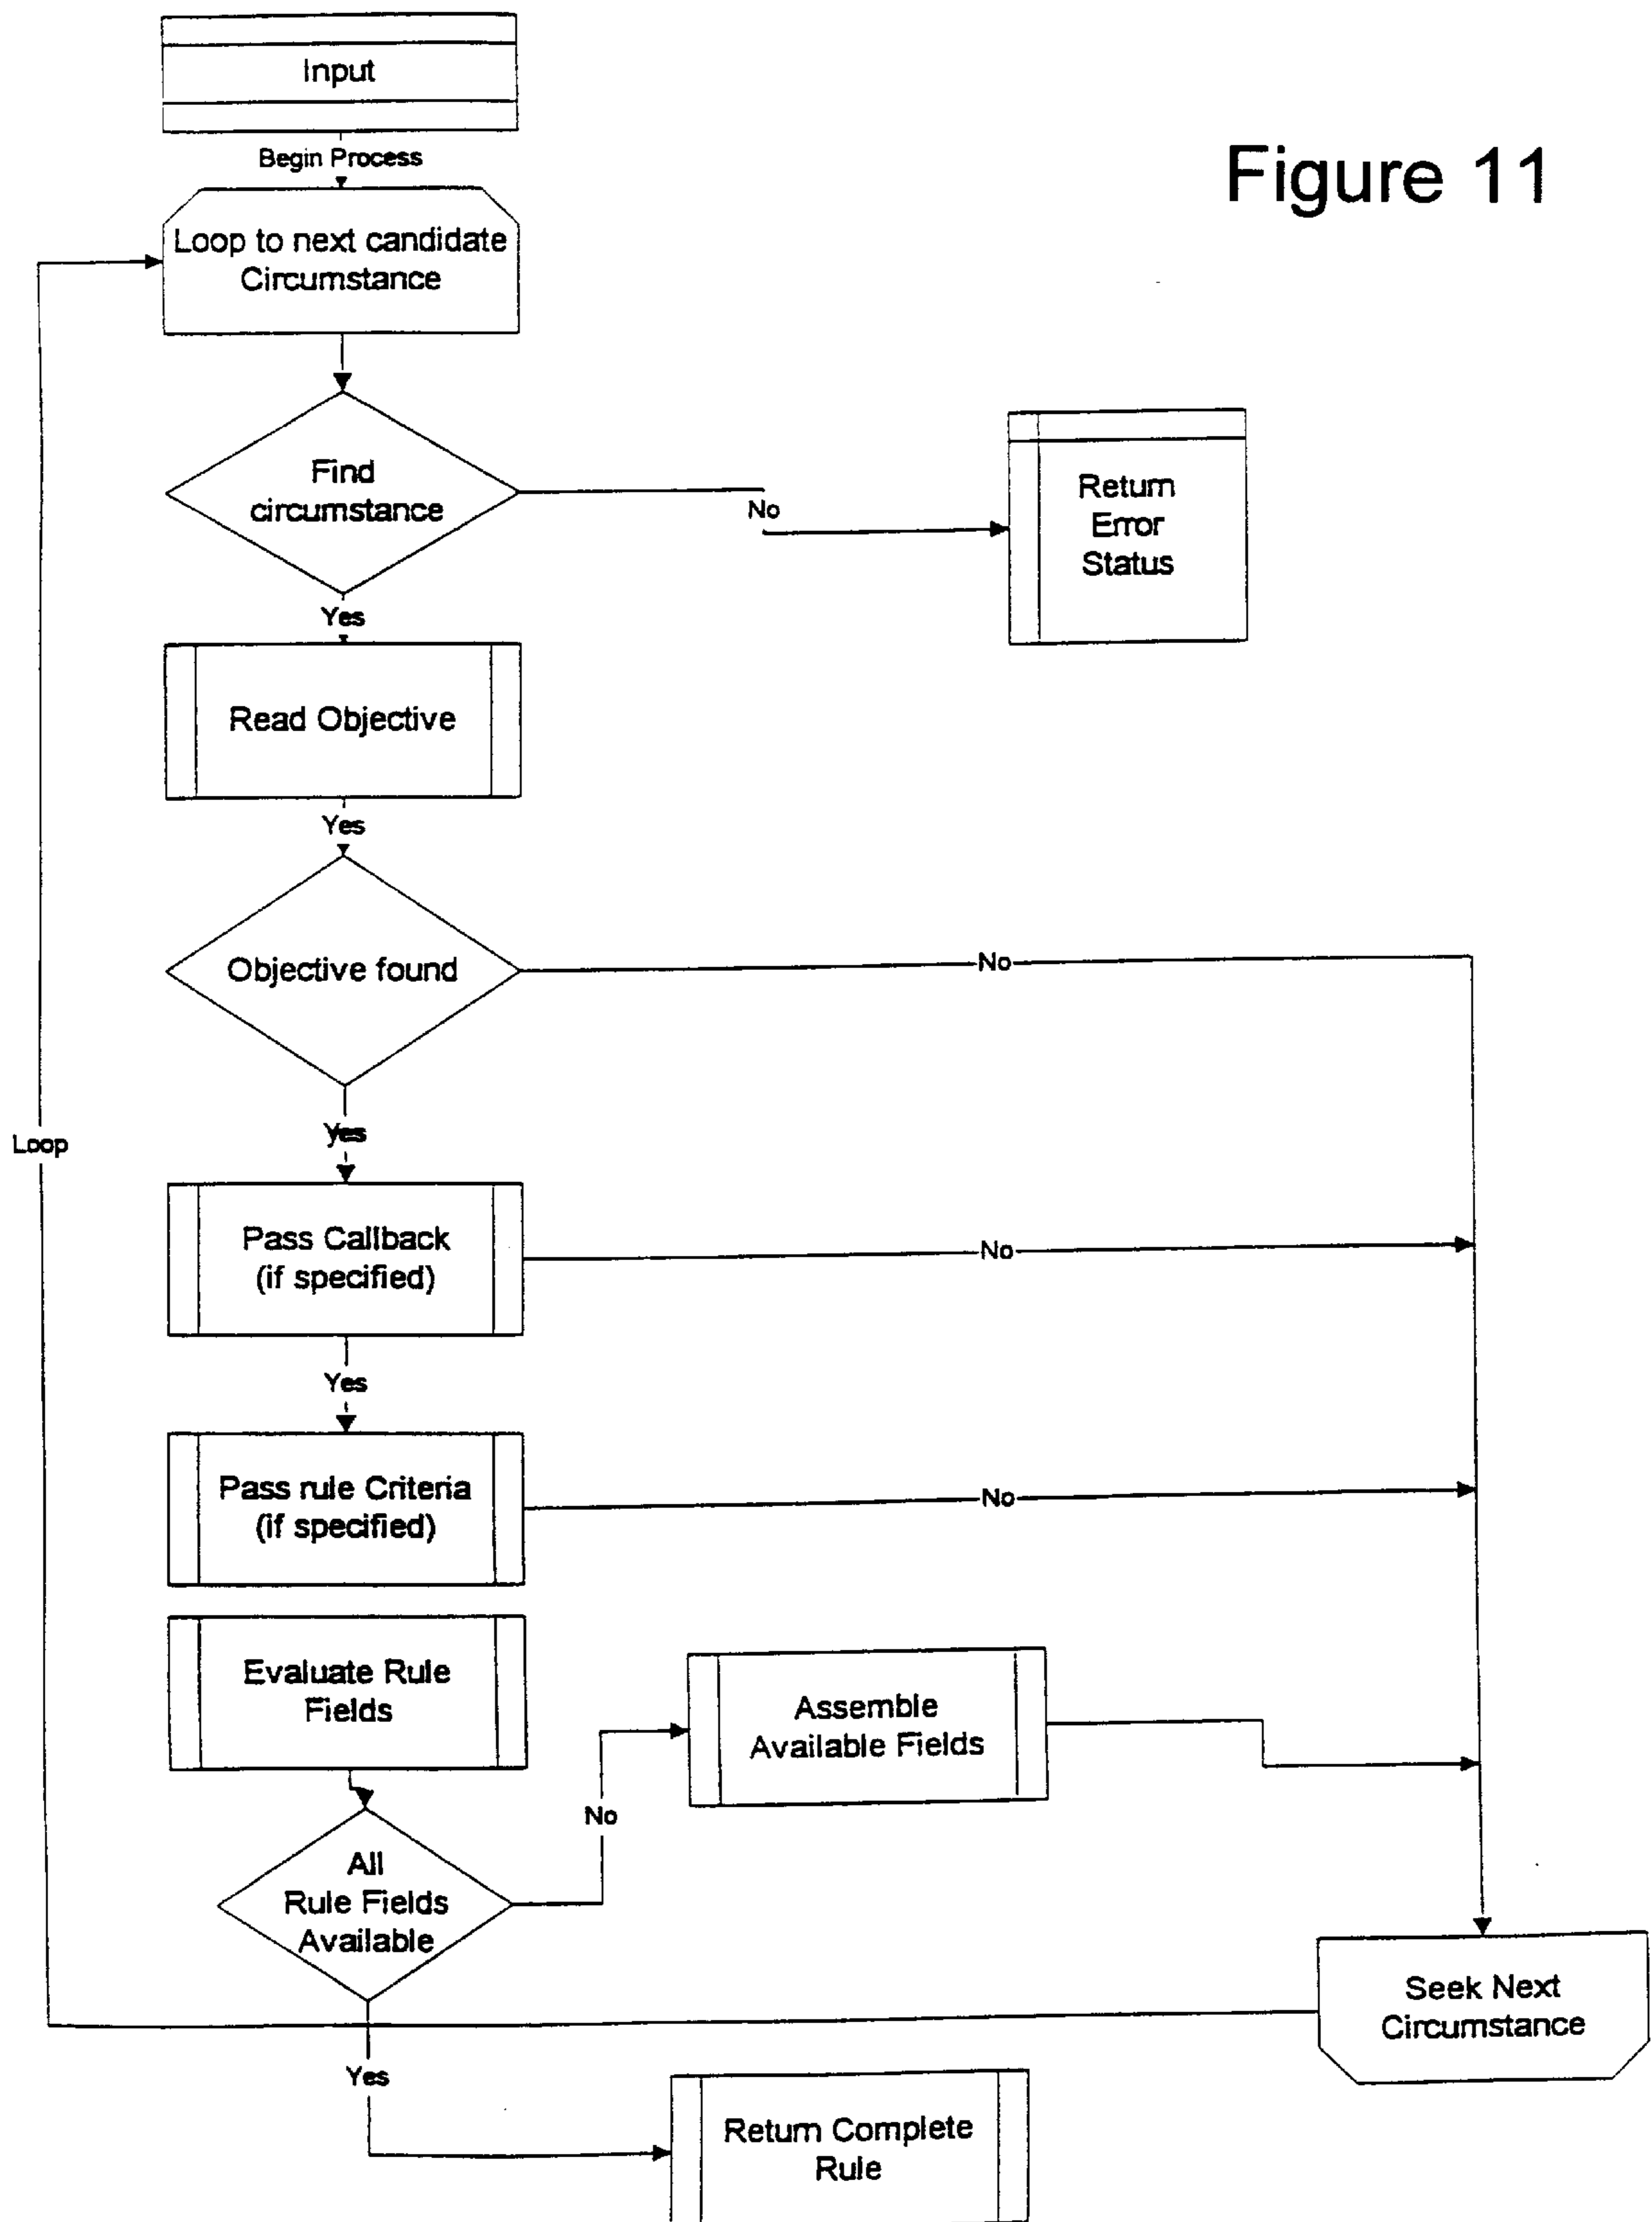 Input
Figure 11
Begin Process
Loop to next candidate
Circumstance
Find
circumstance
No
Return
Error
Status
Yes
Read Objective
Yes
Objective found
No
Yes
Loop
Pass Callback
(if specified)
No
Yes
Pass rule Criteria
(if specified)
No
Evaluate Rule
Fields
Assemble
Available Fields
No
All
Rule Fields
Available
Seek Next
Circumstance
Yes
Return Complete
Rule